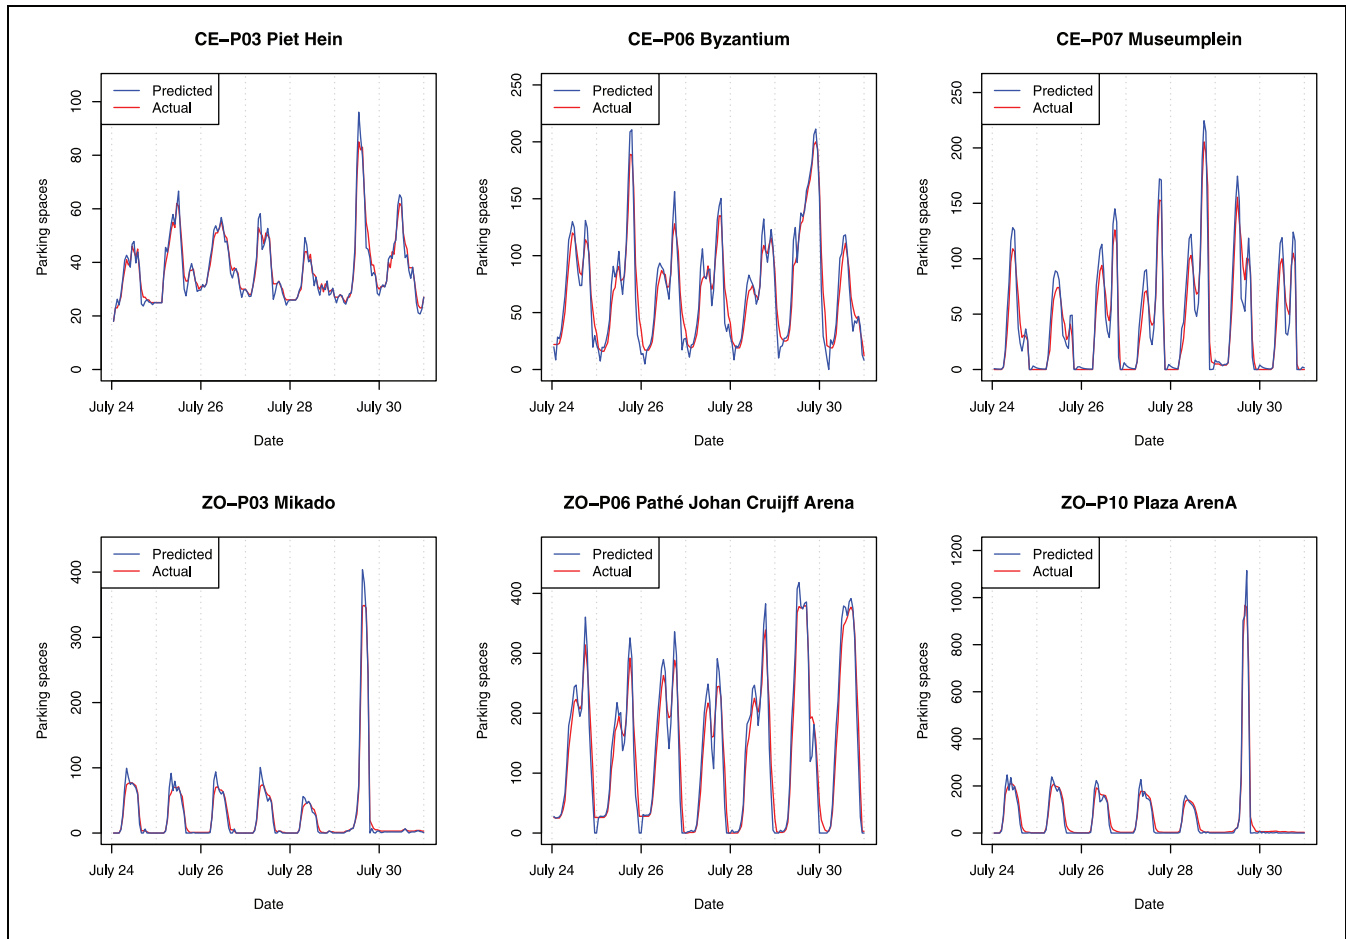 CE–P03 Piet Hein
Predicted
Actual
Parking spaces
0
20
40
60
80
100
July 24
July 26
July 28
July 30
Date
CE–P06 Byzantium
Predicted
Actual
Parking spaces
0
50
100
150
200
250
July 24
July 26
July 28
July 30
Date
CE–P07 Museumplein
Predicted
Actual
Parking spaces
0
50
100
150
200
250
July 24
July 26
July 28
July 30
Date
ZO–P03 Mikado
Predicted
Actual
Parking spaces
0
100
200
300
400
July 24
July 26
July 28
July 30
Date
ZO–P06 Pathé Johan Cruijff Arena
Predicted
Actual
Parking spaces
0
100
200
300
400
July 24
July 26
July 28
July 30
Date
ZO–P10 Plaza ArenA
Predicted
Actual
Parking spaces
0
200
400
600
800
1000
1200
July 24
July 26
July 28
July 30
Date